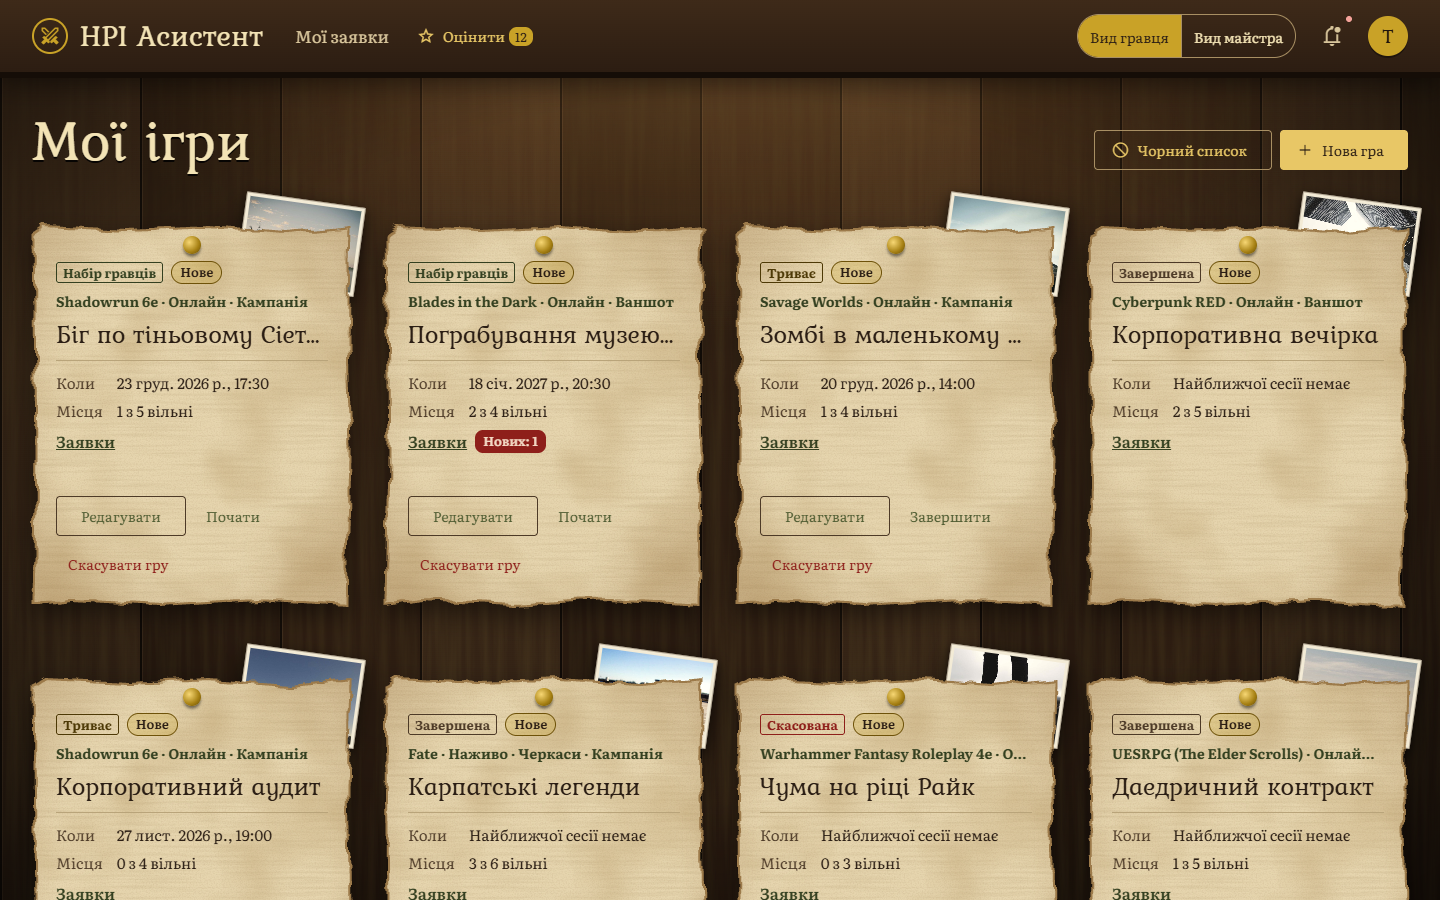 НРІ Асистент
Мої заявки
Оцінити 12
Вид гравця
Вид майстра
Т
Мої ігри
Чорний список
Нова гра
Набір гравців Нове
Shadowrun 6e · Онлайн · Кампанія
Біг по тіньовому Сієт...
Коли 23 груд. 2026 р., 17:30
Місця 1 з 5 вільні
Заявки
Редагувати Почати
Скасувати гру
Набір гравців Нове
Blades in the Dark · Онлайн · Ваншот
Пограбування музею...
Коли 18 січ. 2027 р., 20:30
Місця 2 з 4 вільні
Заявки Нових: 1
Редагувати Почати
Скасувати гру
Триває Нове
Savage Worlds · Онлайн · Кампанія
Зомбі в маленькому ...
Коли 20 груд. 2026 р., 14:00
Місця 1 з 4 вільні
Заявки
Редагувати Завершити
Скасувати гру
Завершена Нове
Cyberpunk RED · Онлайн · Ваншот
Корпоративна вечірка
Коли Найближчої сесії немає
Місця 2 з 5 вільні
Заявки
Триває Нове
Shadowrun 6e · Онлайн · Кампанія
Корпоративний аудит
Коли 27 лист. 2026 р., 19:00
Місця 0 з 4 вільні
Заявки
Завершена Нове
Fate · Наживо · Черкаси · Кампанія
Карпатські легенди
Коли Найближчої сесії немає
Місця 3 з 6 вільні
Заявки
Скасована Нове
Warhammer Fantasy Roleplay 4e · О...
Чума на ріці Райк
Коли Найближчої сесії немає
Місця 0 з 3 вільні
Заявки
Завершена Нове
UESRPG (The Elder Scrolls) · Онлай...
Даедричний контракт
Коли Найближчої сесії немає
Місця 1 з 5 вільні
Заявки